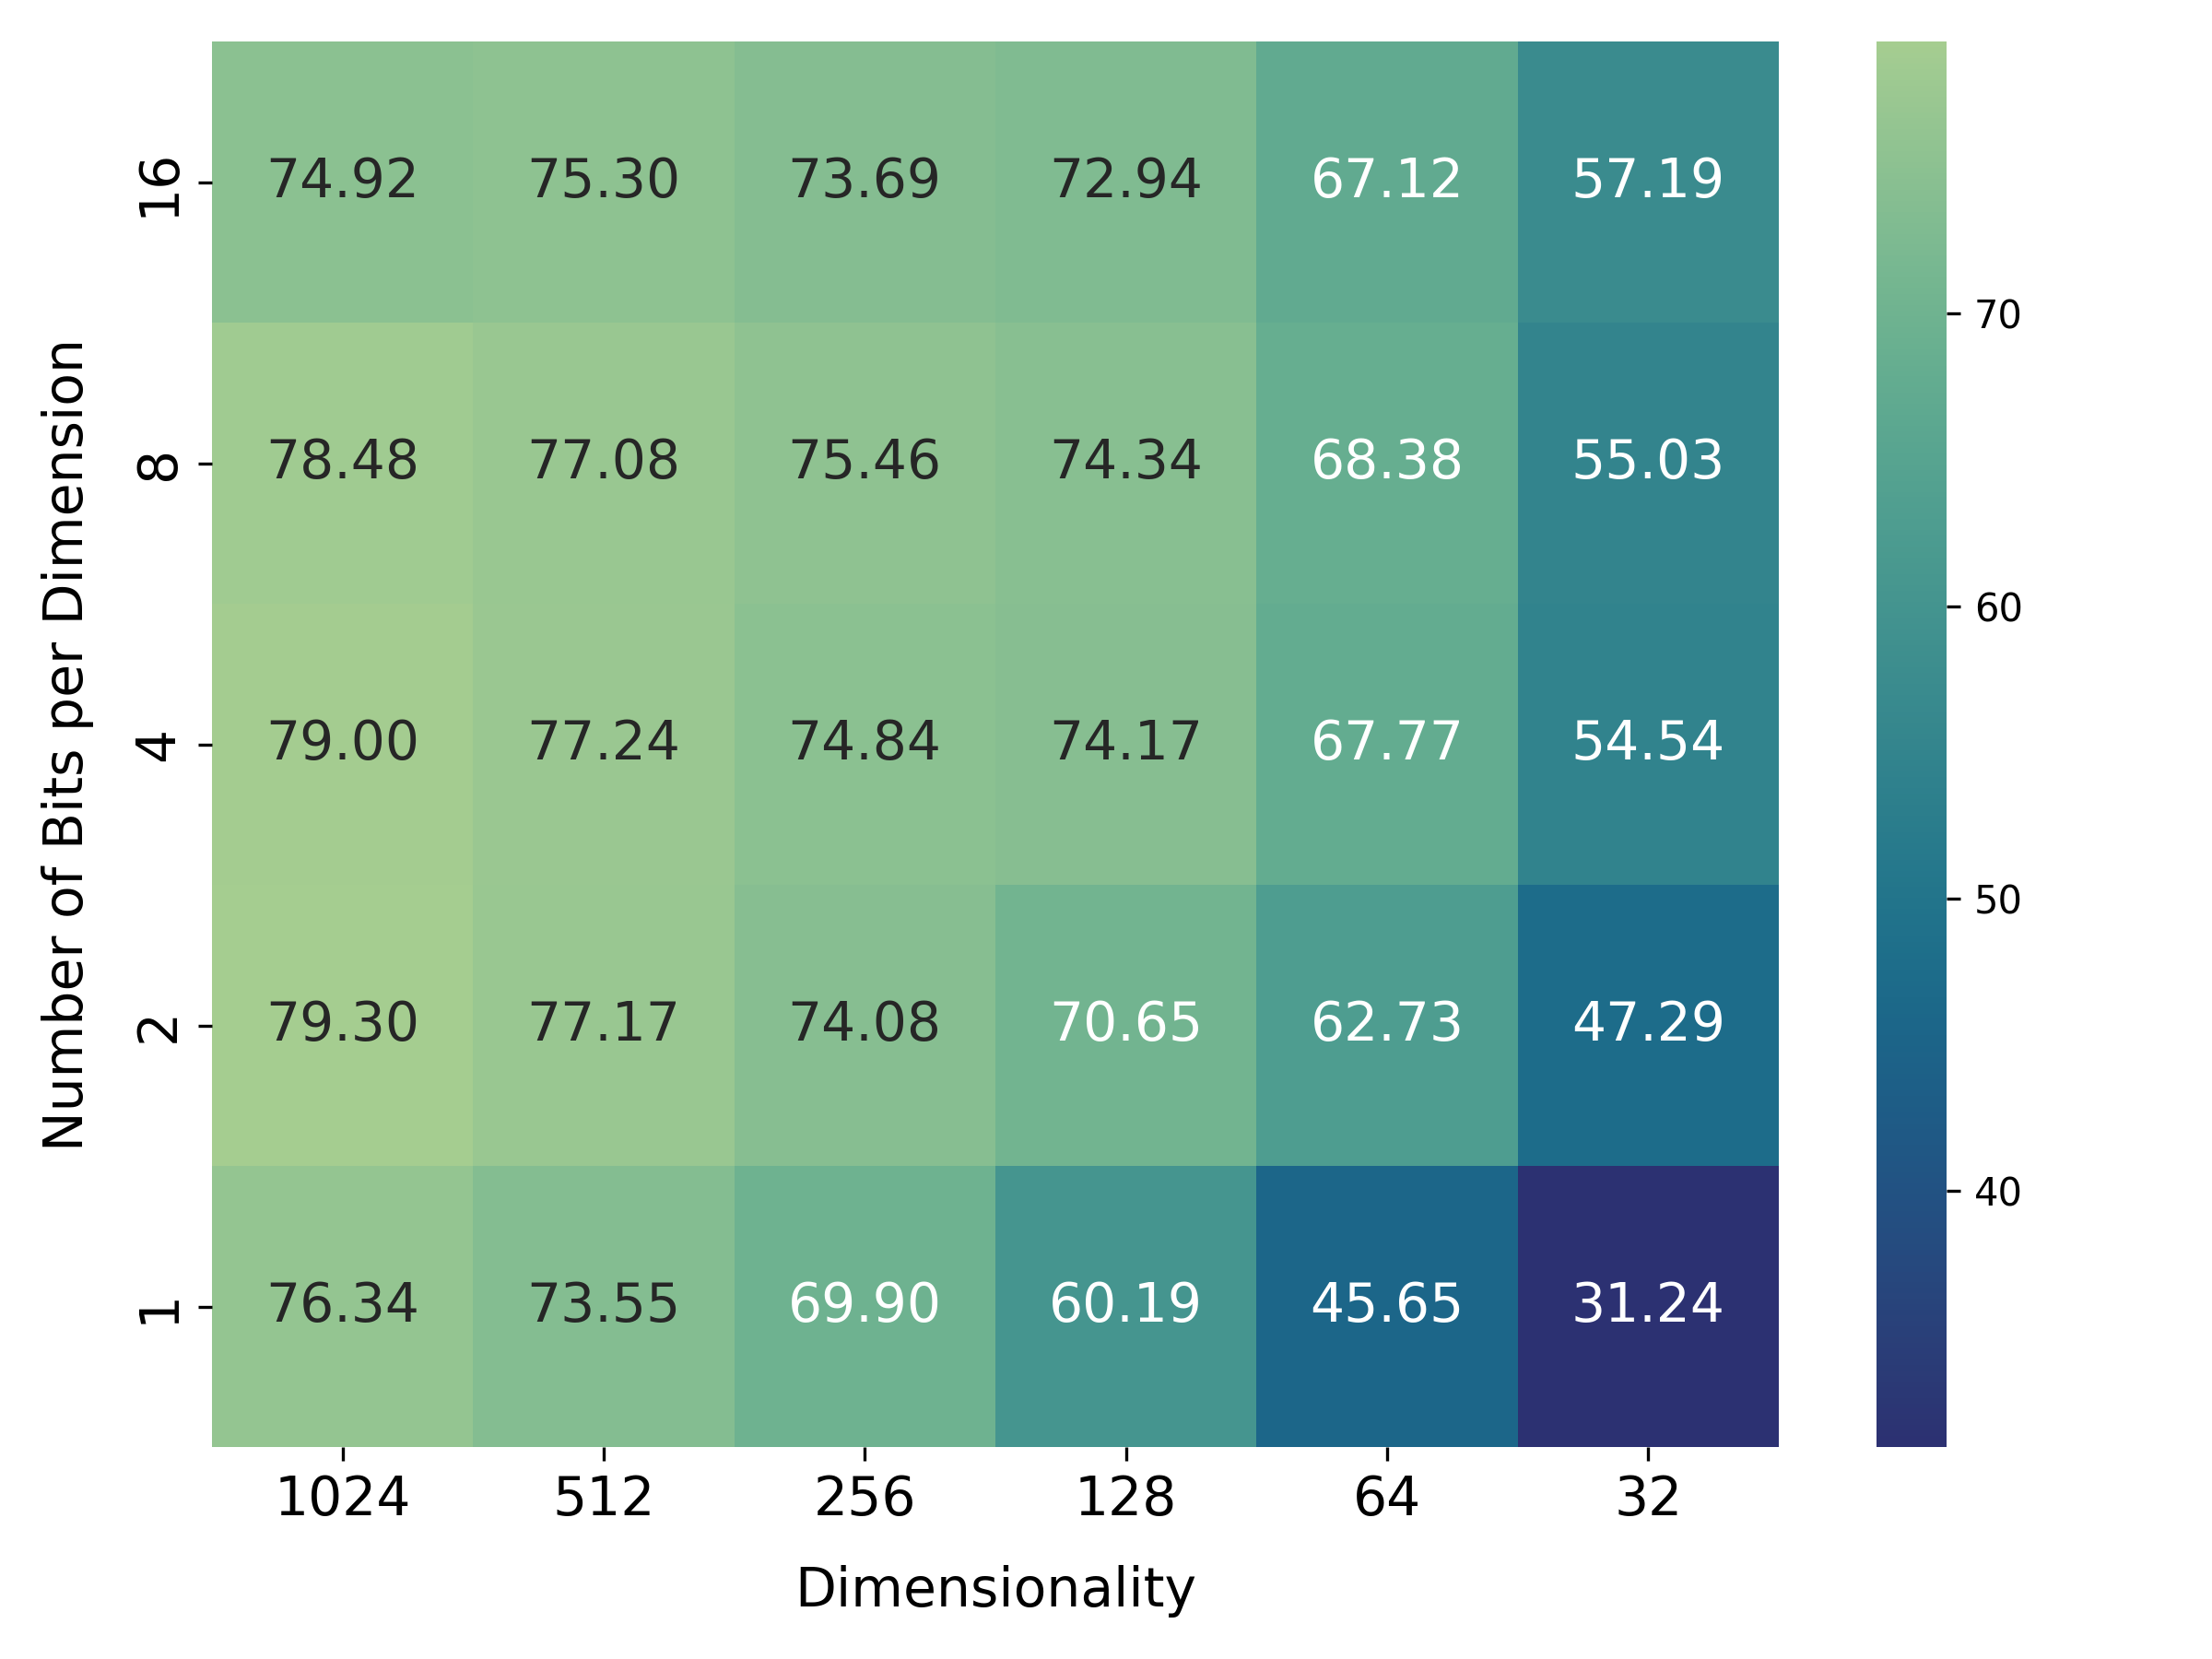 Number of Bits per Dimension
16 74.92 75.30 73.69 72.94 67.12 57.19
8 78.48 77.08 75.46 74.34 68.38 55.03
4 79.00 77.24 74.84 74.17 67.77 54.54
2 79.30 77.17 74.08 70.65 62.73 47.29
1 76.34 73.55 69.90 60.19 45.65 31.24
1024 512 256 128 64 32
Dimensionality
70
60
50
40